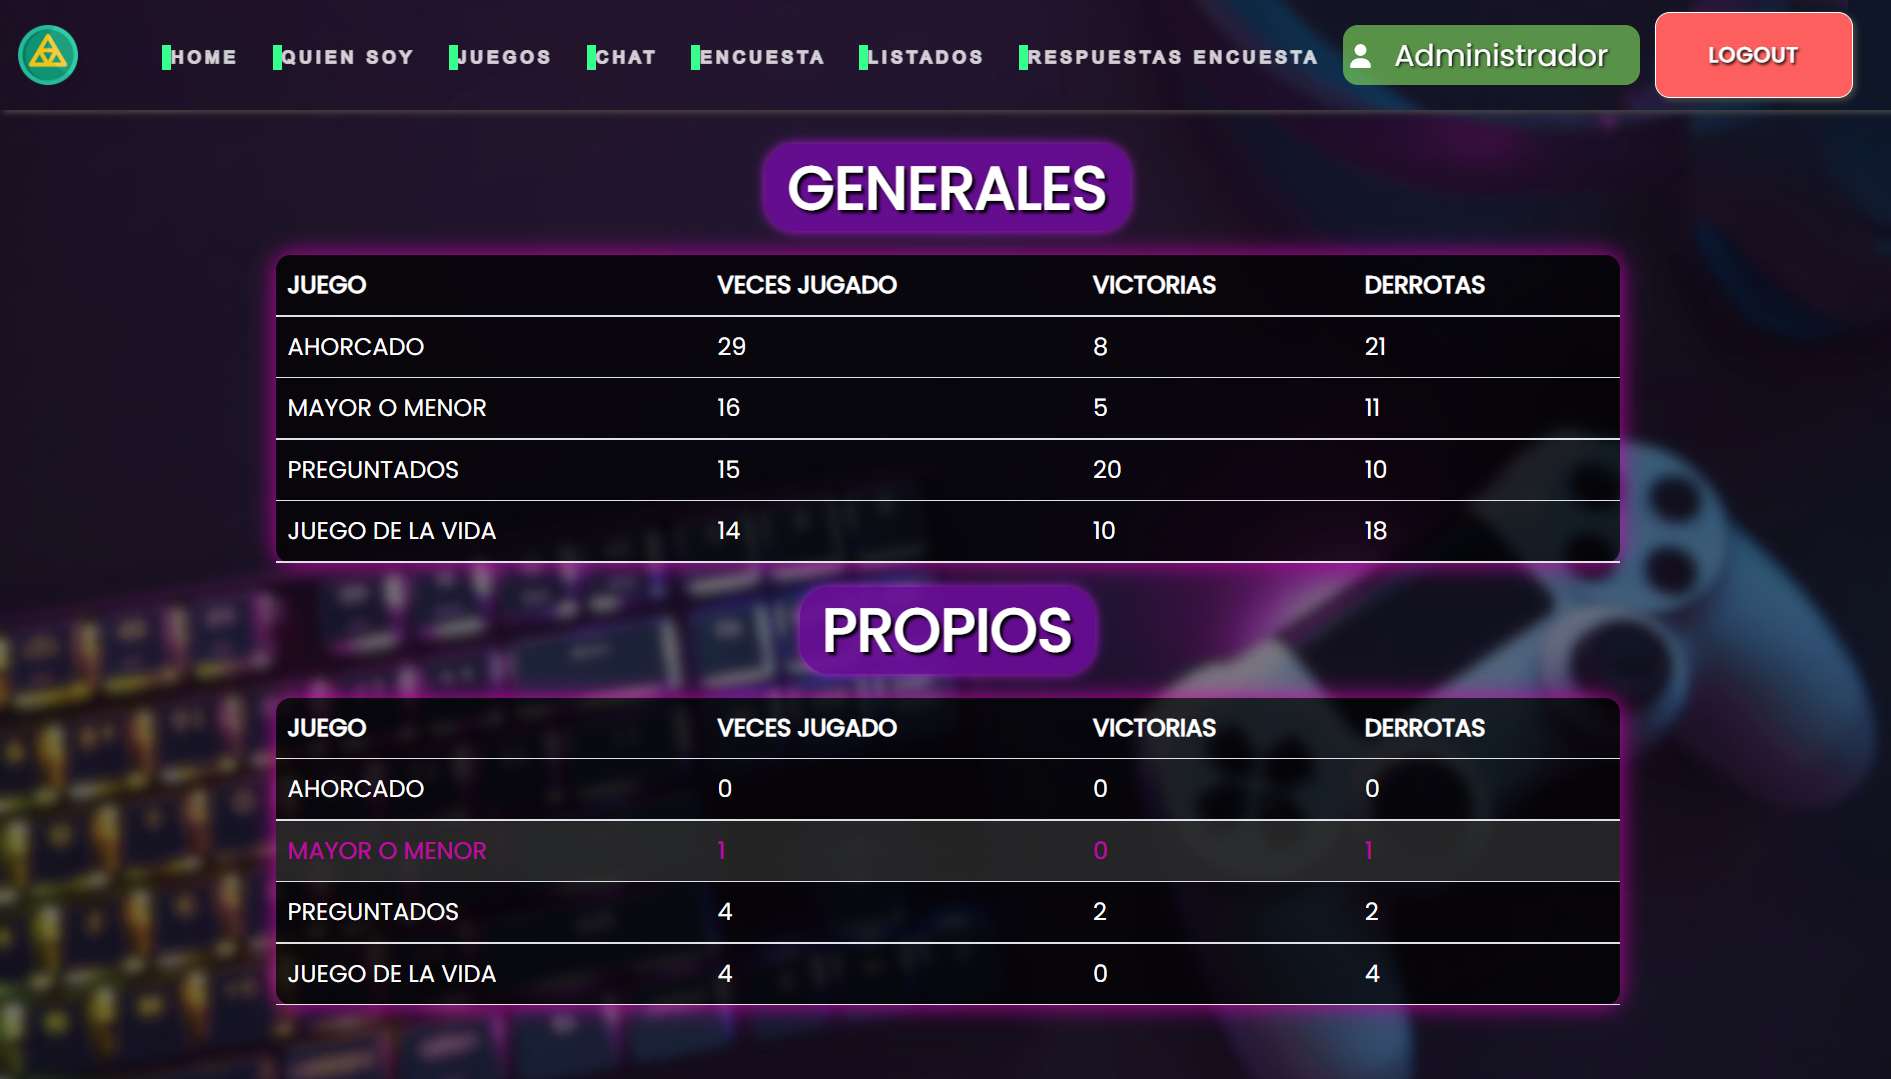 HOME QUIEN SOY JUEGOS CHAT ENCUESTA LISTADOS RESPUESTAS ENCUESTA Administrador LOGOUT
GENERALES
JUEGO VECES JUGADO VICTORIAS DERROTAS
AHORCADO 29 8 21
MAYOR O MENOR 16 5 11
PREGUNTADOS 15 20 10
JUEGO DE LA VIDA 14 10 18
PROPIOS
JUEGO VECES JUGADO VICTORIAS DERROTAS
AHORCADO 0 0 0
MAYOR O MENOR 1 0 1
PREGUNTADOS 4 2 2
JUEGO DE LA VIDA 4 0 4